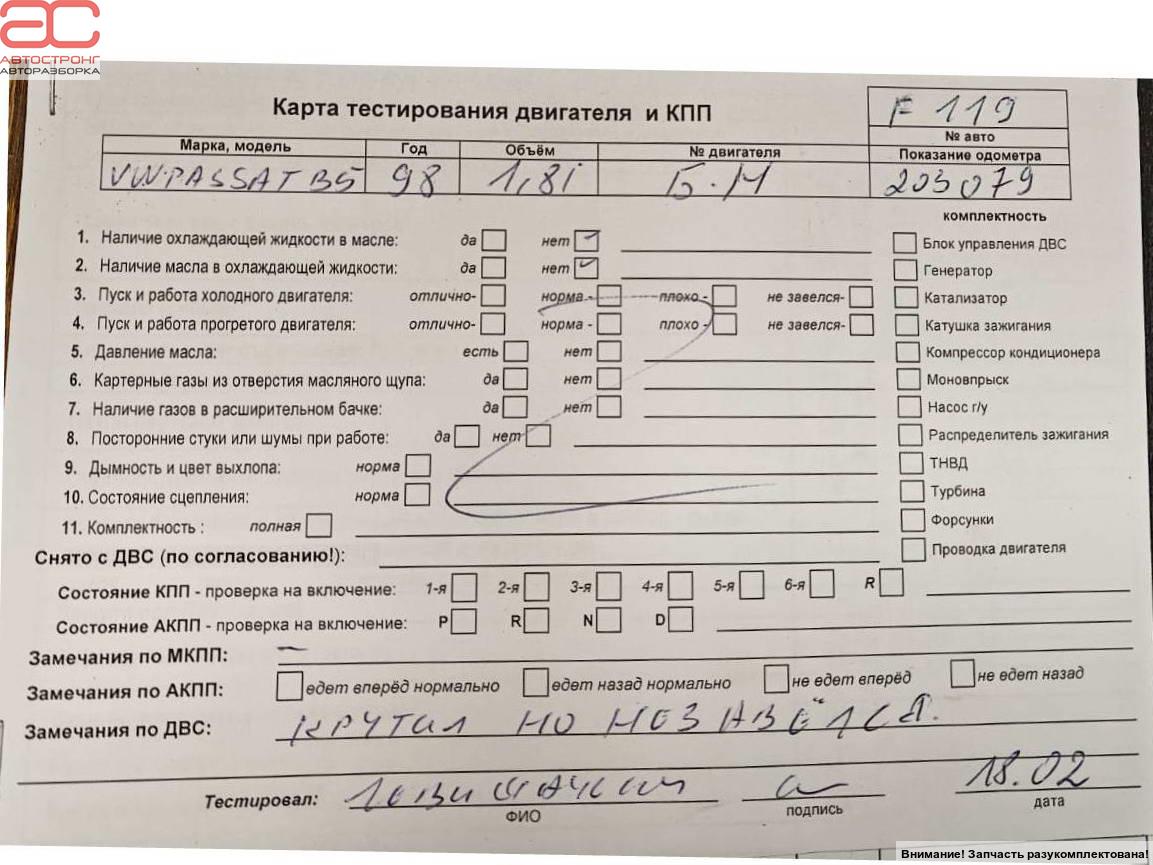 АС
АВТОСТРОНГ
АВТОРАЗБОРКА
Карта тестирования двигателя и КПП
F 119
№ авто
Марка, модель Год Объём № двигателя Показание одометра
VW PASSAT B5 98 1,8i Б.Н 203079
комплектность
1. Наличие охлаждающей жидкости в масле: да нет Блок управления ДВС
2. Наличие масла в охлаждающей жидкости: да нет Генератор
3. Пуск и работа холодного двигателя: отлично- норма - плохо - не завелся- Катализатор
4. Пуск и работа прогретого двигателя: отлично- норма - плохо - не завелся- Катушка зажигания
5. Давление масла: есть нет Компрессор кондиционера
6. Картерные газы из отверстия масляного щупа: да нет Моновпрыск
7. Наличие газов в расширительном бачке: да нет Насос г/у
8. Посторонние стуки или шумы при работе: да нет Распределитель зажигания
9. Дымность и цвет выхлопа: норма ТНВД
10. Состояние сцепления: норма Турбина
11. Комплектность : полная Форсунки
Снято с ДВС (по согласованию!): Проводка двигателя
Состояние КПП - проверка на включение: 1-я 2-я 3-я 4-я 5-я 6-я R
Состояние АКПП - проверка на включение: P R N D
Замечания по МКПП: —
Замечания по АКПП: едет вперёд нормально едет назад нормально не едет вперёд не едет назад
Замечания по ДВС: КРУТИЛ НО НЕЗАВЁЛСЯ.
Тестировал: 18.02
ФИО подпись дата
Внимание! Запчасть разукомплектована!